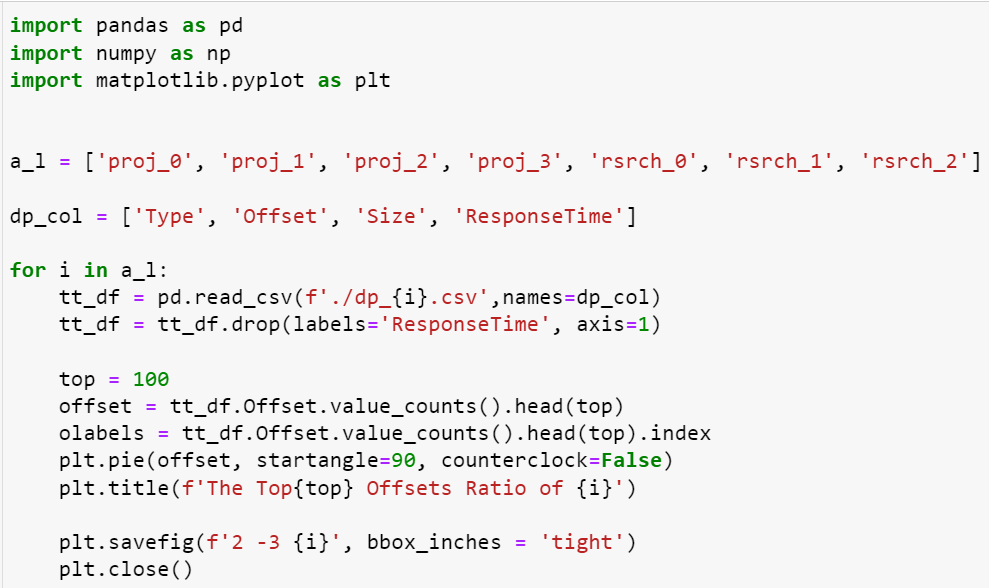 import pandas as pd
import numpy as np
import matplotlib.pyplot as plt
a_l = ['proj_0', 'proj_1', 'proj_2', 'proj_3', 'rsrch_0', 'rsrch_1', 'rsrch_2']
dp_col = ['Type', 'Offset', 'Size', 'ResponseTime']
for i in a_l:
    tt_df = pd.read_csv(f'./dp_{i}.csv',names=dp_col)
    tt_df = tt_df.drop(labels='ResponseTime', axis=1)
    top = 100
    offset = tt_df.Offset.value_counts().head(top)
    olabels = tt_df.Offset.value_counts().head(top).index
    plt.pie(offset, startangle=90, counterclock=False)
    plt.title(f'The Top{top} Offsets Ratio of {i}')
    plt.savefig(f'2 -3 {i}', bbox_inches = 'tight')
    plt.close()